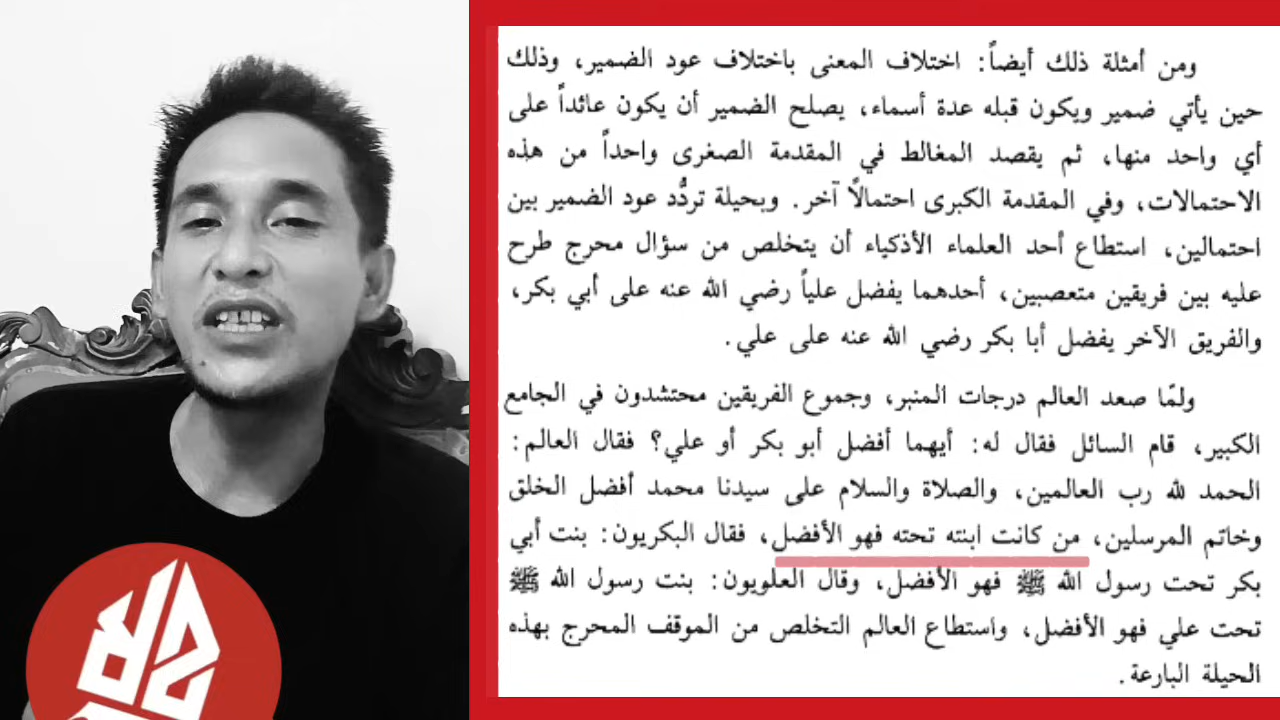 ومن أمثلة ذلك أيضاً: اختلاف المعنى باختلاف عود الضمير، وذلك
حين يأتي ضمير ويكون قبله عدة أسماء، يصلح الضمير أن يكون عائداً على
أي واحد منها، ثم يقصد المغالط في المقدمة الصغرى واحداً من هذه
الاحتمالات، وفي المقدمة الكبرى احتمالًا آخر. وبحيلة تردُّد عود الضمير بين
احتمالين، استطاع أحد العلماء الأذكياء أن يتخلص من سؤال محرج طرح
عليه بين فريقين متعصبين، أحدهما يفضل علياً رضي الله عنه على أبي بكر،
والفريق الآخر يفضل أبا بكر رضي الله عنه على علي.
ولمّا صعد العالم درجات المنبر، وجموع الفريقين محتشدون في الجامع
الكبير، قام السائل فقال له: أيهما أفضل أبو بكر أو علي؟ فقال العالم:
الحمد لله رب العالمين، والصلاة والسلام على سيدنا محمد أفضل الخلق
وخاتم المرسلين، من كانت ابنته تحته فهو الأفضل، فقال البكريون: بنت أبي
بكر تحت رسول الله ﷺ فهو الأفضل، وقال العلويون: بنت رسول الله ﷺ
تحت علي فهو الأفضل، واستطاع العالم التخلص من الموقف المحرج بهذه
الحيلة البارعة.